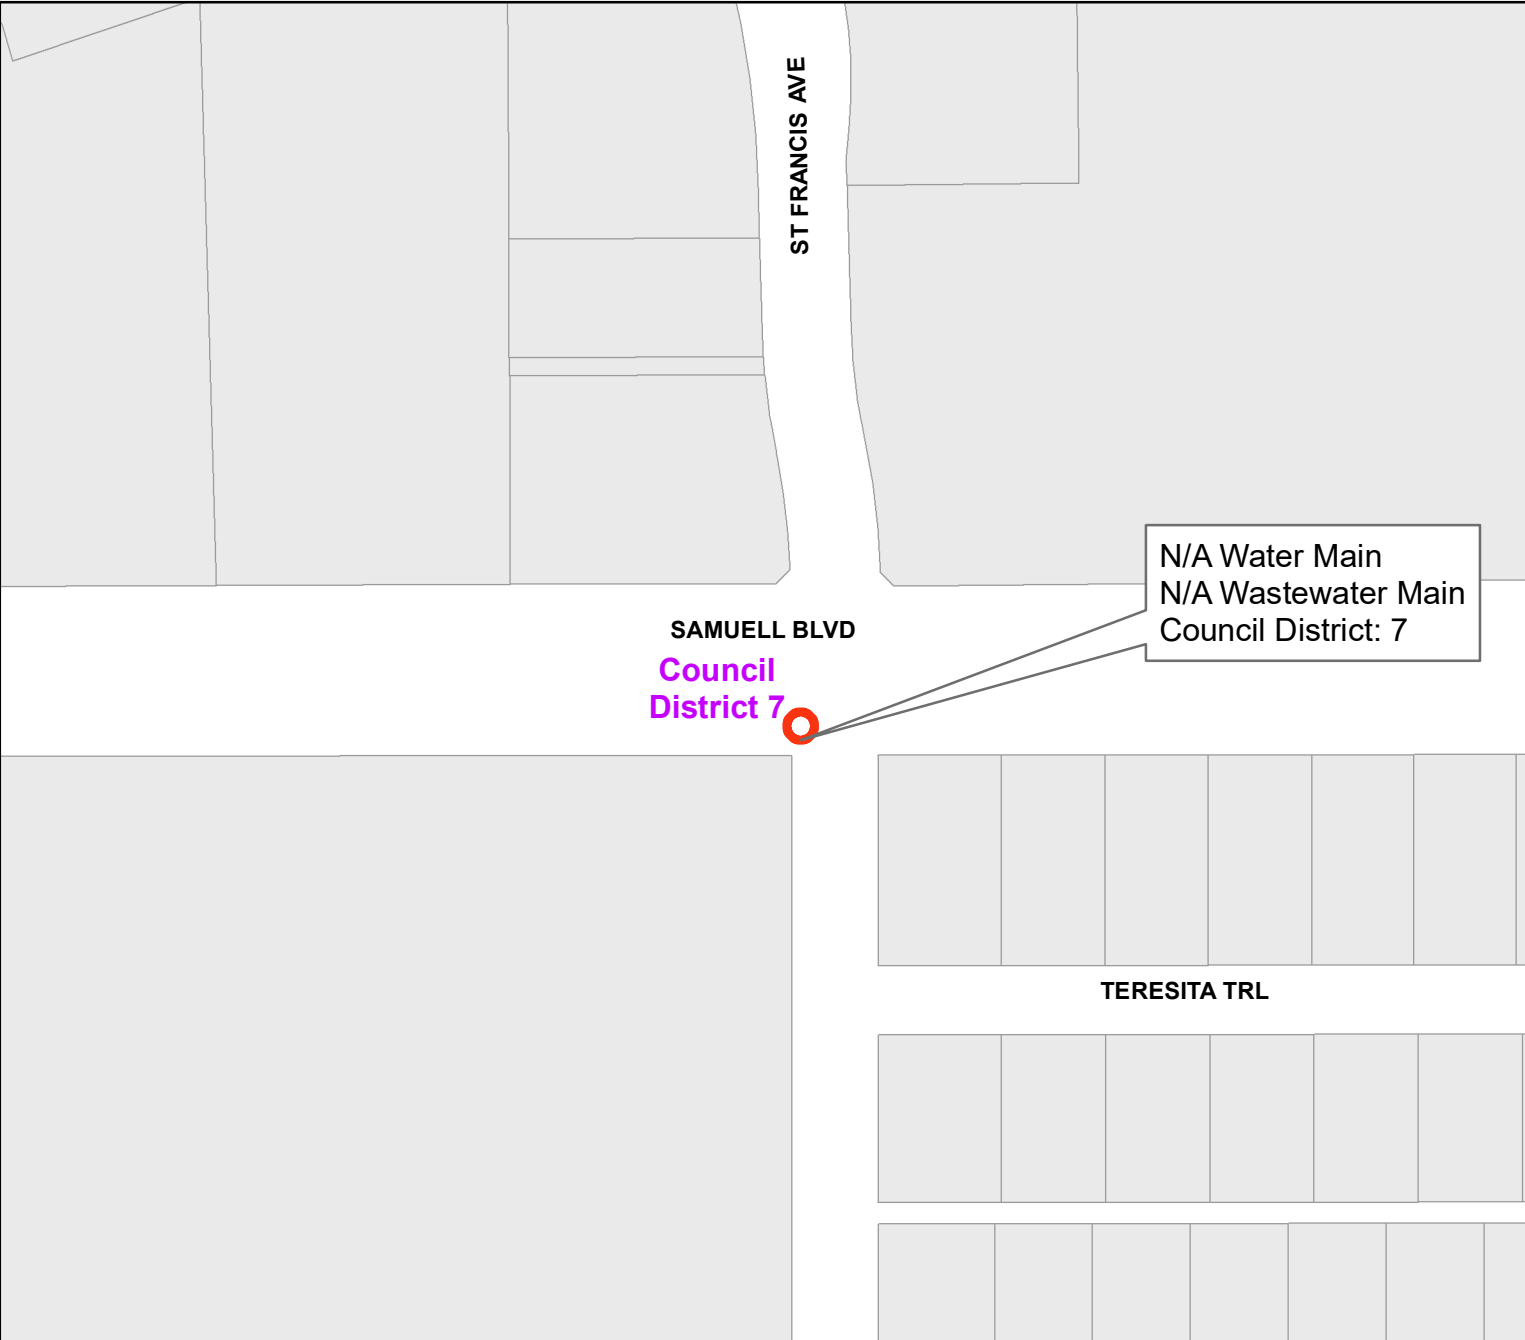 ST FRANCIS AVE
N/A Water Main
N/A Wastewater Main
Council District: 7
SAMUELL BLVD
Council
District 7
TERESITA TRL